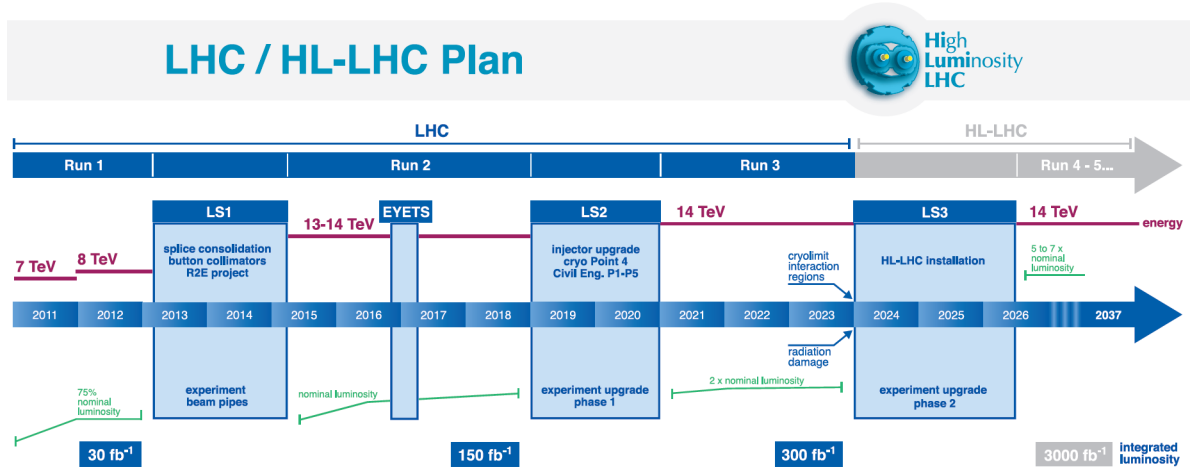 LHC / HL-LHC Plan
High
Luminosity
LHC
LHC
HL-LHC
Run 1
Run 2
Run 3
Run 4 - 5...
LS1
EYETS
LS2
LS3
13-14 TeV
14 TeV
14 TeV
energy
7 TeV
8 TeV
splice consolidation
button collimators
R2E project
injector upgrade
cryo Point 4
Civil Eng. P1-P5
cryolimit
interaction
regions
HL-LHC installation
5 to 7 x
nominal
luminosity
2011
2012
2013
2014
2015
2016
2017
2018
2019
2020
2021
2022
2023
2024
2025
2026
2037
radiation
damage
75%
nominal
luminosity
experiment
beam pipes
nominal luminosity
experiment upgrade
phase 1
2 x nominal luminosity
experiment upgrade
phase 2
30 fb⁻¹
150 fb⁻¹
300 fb⁻¹
3000 fb⁻¹
integrated
luminosity